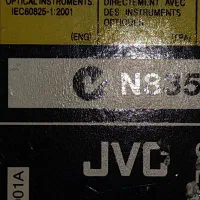 OPTICAL INSTRUMENTS DIRECTEMENT AVEC
IEC60825-1:2001 DES INSTRUMENTS
OPTIQUES
(ENG)
N835
JVC
01A